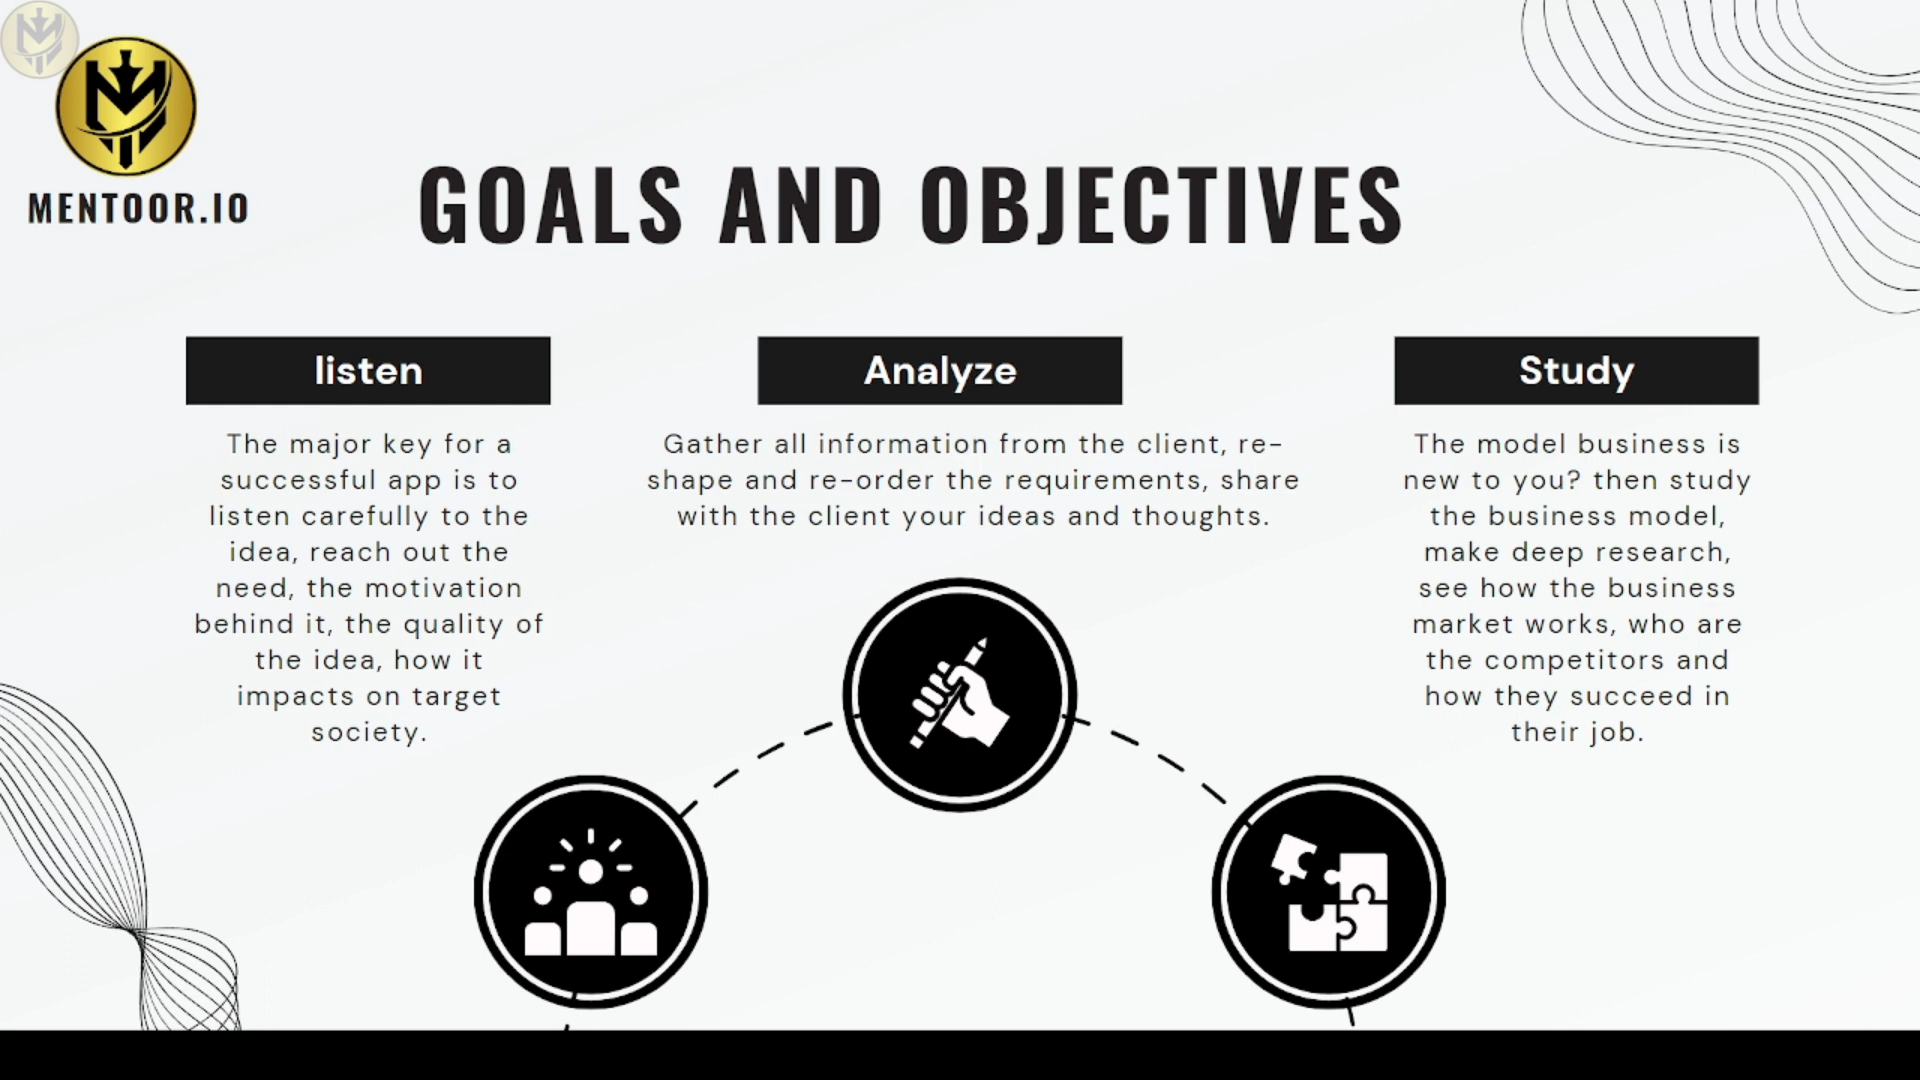 MENTOOR.IO
GOALS AND OBJECTIVES
listen
The major key for a
successful app is to
listen carefully to the
idea, reach out the
need, the motivation
behind it, the quality of
the idea, how it
impacts on target
society.
Analyze
Gather all information from the client, re-
shape and re-order the requirements, share
with the client your ideas and thoughts.
Study
The model business is
new to you? then study
the business model,
make deep research,
see how the business
market works, who are
the competitors and
how they succeed in
their job.